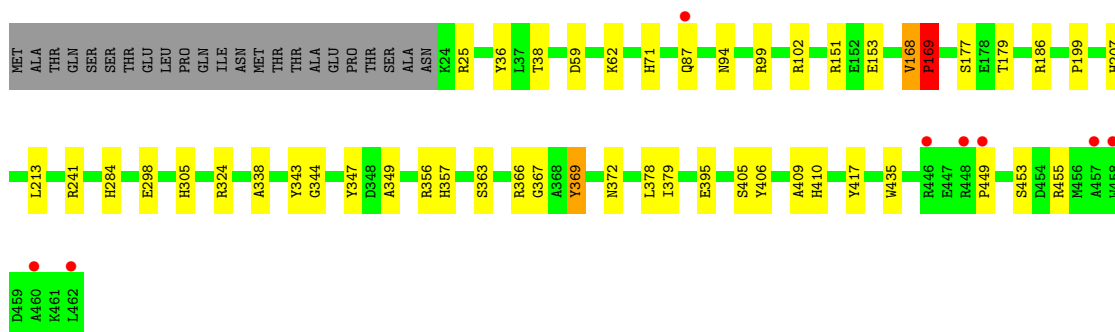 MET ALA THR GLN SER SER THR GLU LEU PRO GLN ILE ASN MET THR THR ALA GLU PRO THR SER ALA ASN K24 R25 Y36 L37 T38 D59 K62 H71 Q87 N94 R99 R102 R151 E152 E153 V168 P169 S177 E178 T179 R186 P199 H207
L213 R241 H284 E298 H305 R324 A338 Y343 G344 Y347 D348 A349 R356 H357 S363 R366 G367 A368 Y369 N372 L378 I379 E395 S405 Y406 A409 H410 Y417 W435 R446 E447 R448 P449 S453 D454 R455 M456 A457
D459 A460 K461 L462